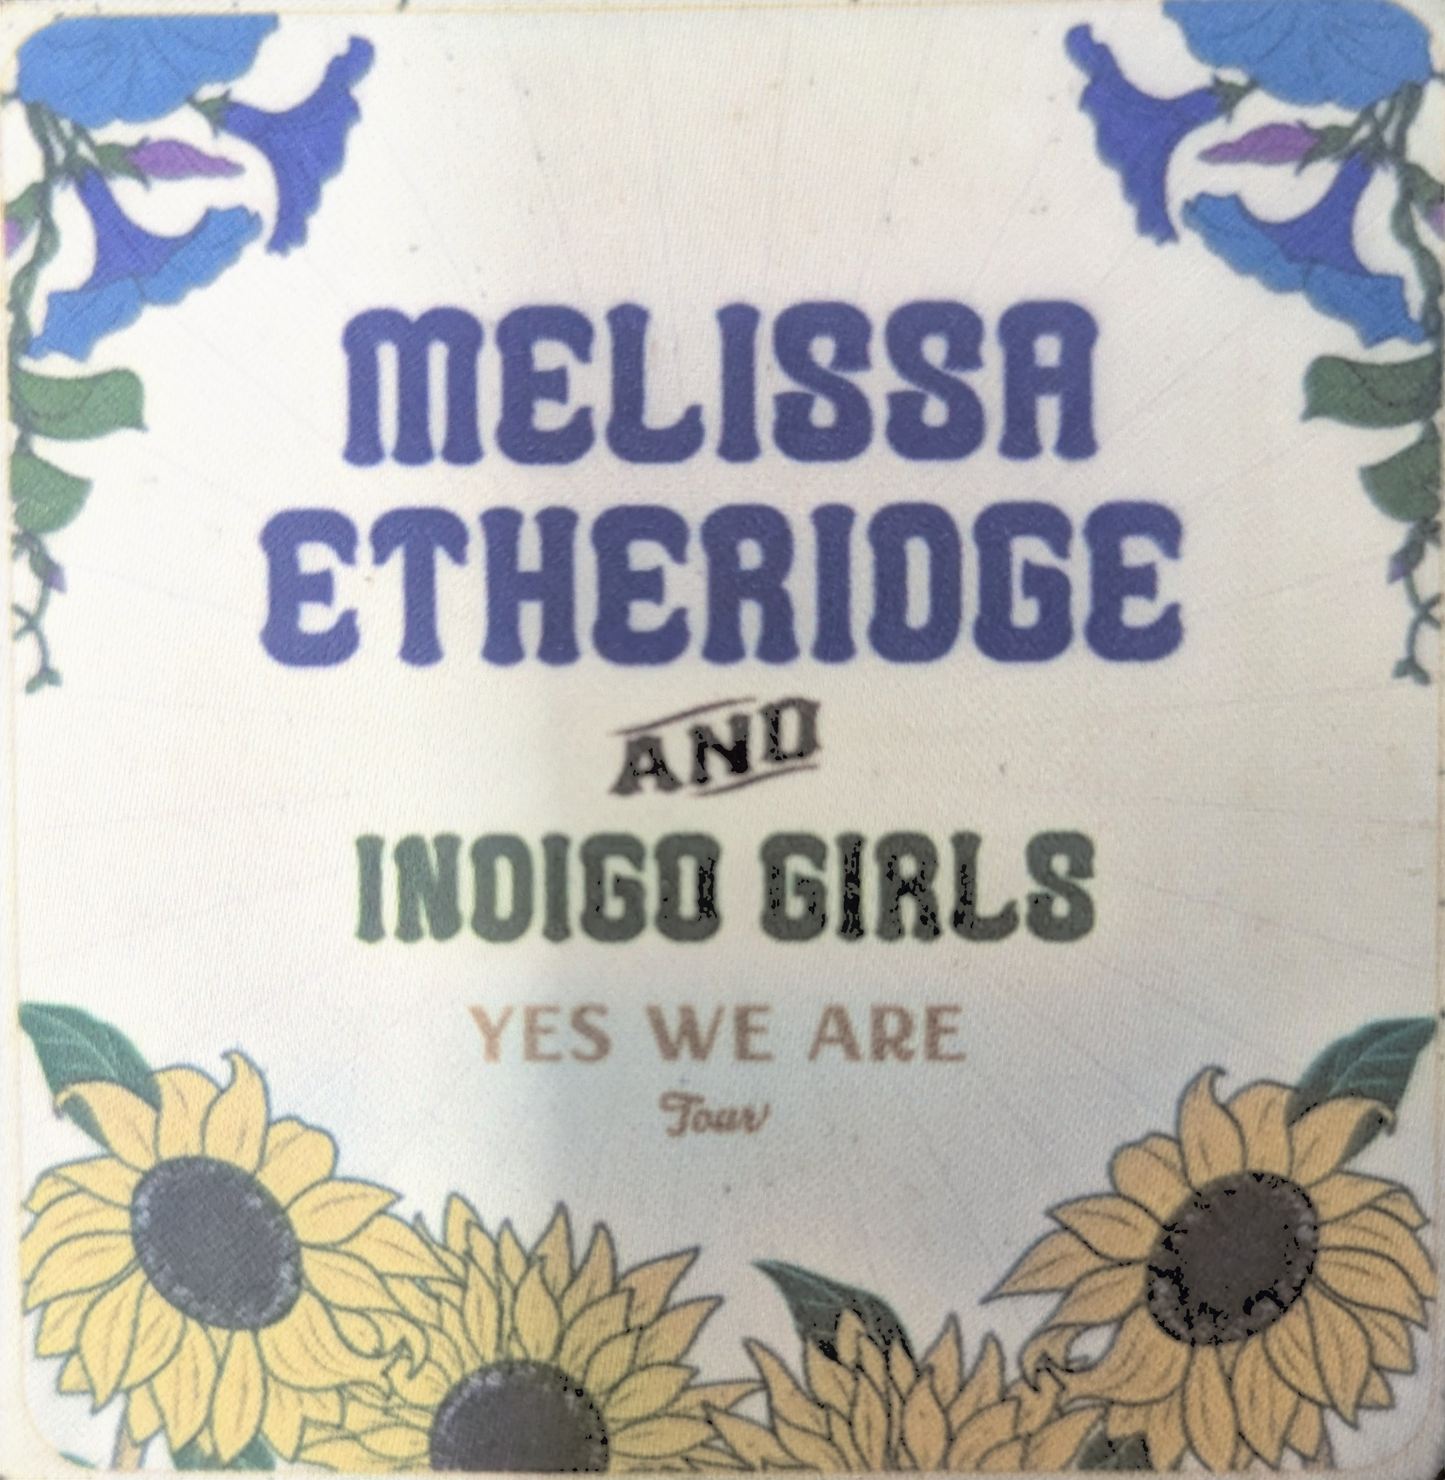 MELISSA
ETHERIDGE
AND
INDIGO GIRLS
YES WE ARE
Tour